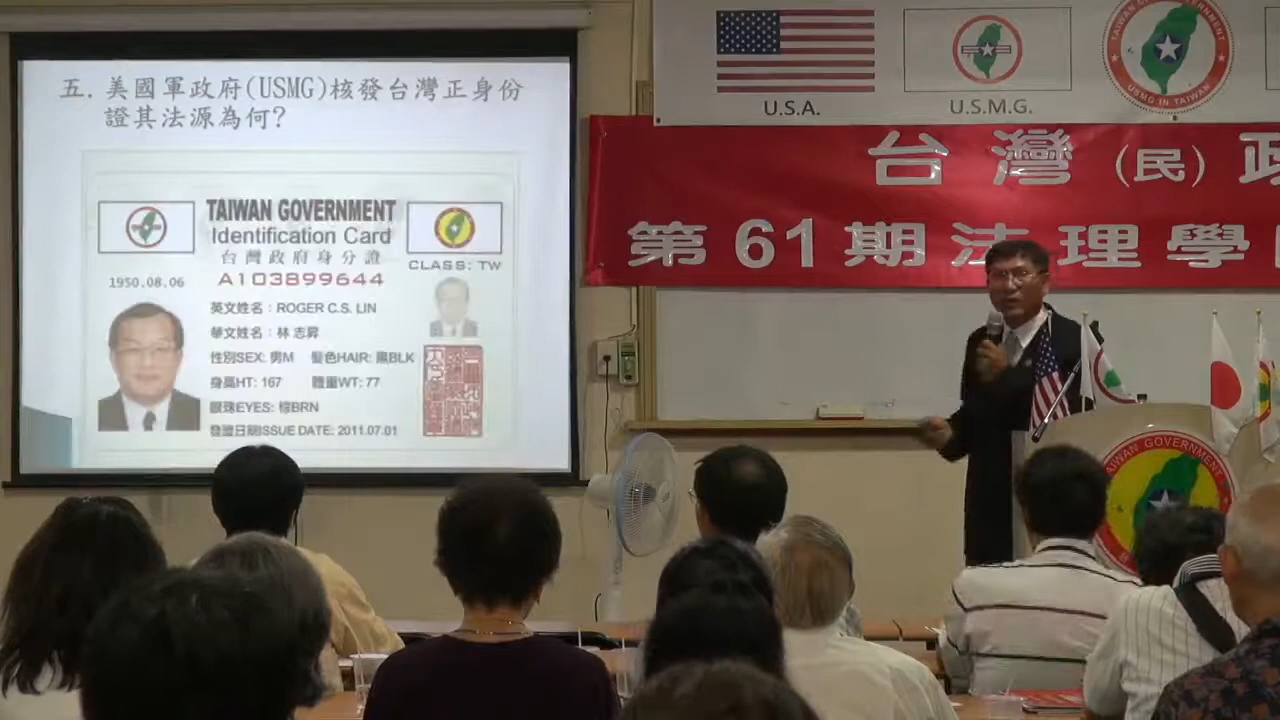 五. 美國軍政府(USMG)核發台灣正身份
證其法源為何?
TAIWAN GOVERNMENT
Identification Card
台灣政府身分證
CLASS: TW
1950.08.06
A103899644
英文姓名：ROGER C.S. LIN
華文姓名：林 志昇
性別SEX: 男M 髮色HAIR: 黑BLK
身高HT: 167 體重WT: 77
眼珠EYES: 棕BRN
發證日期ISSUE DATE: 2011.07.01
U.S.A.
U.S.M.G.
TAIWAN CIVIL GOVERNMENT
USMG IN TAIWAN
台灣(民)政
第61期法理學
TAIWAN GOVERNMENT